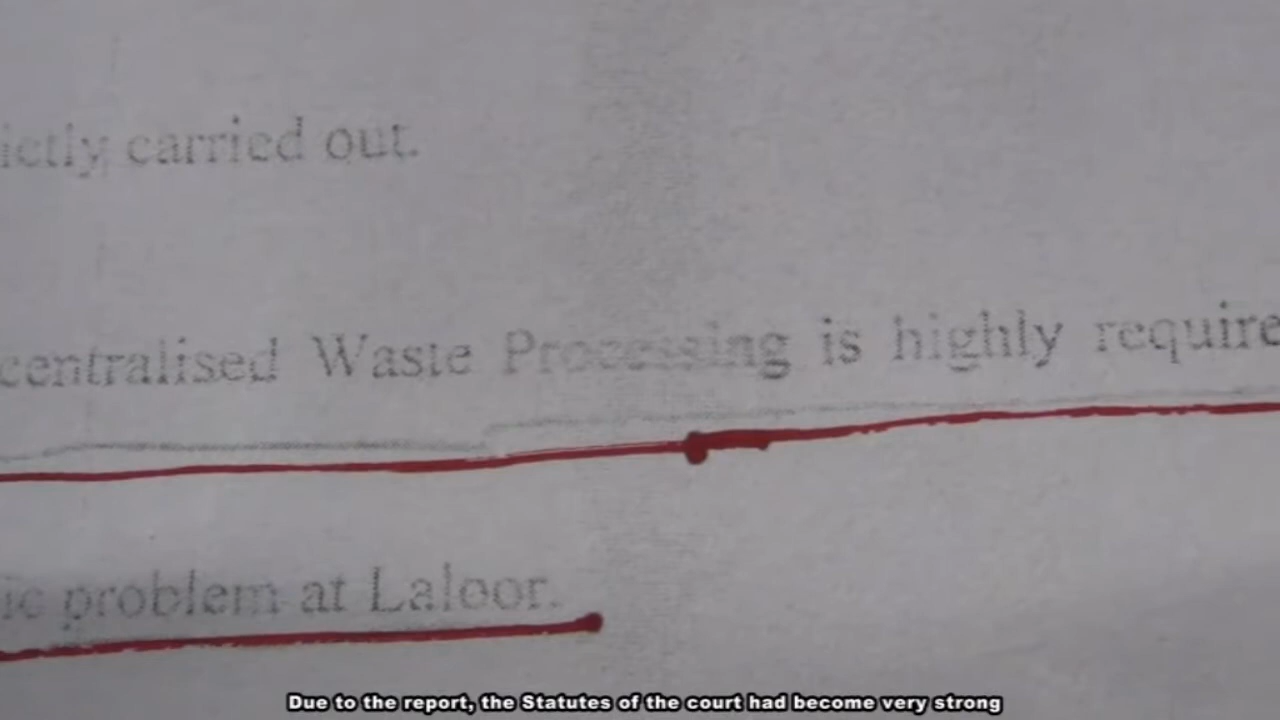 ictly carried out.
centralised Waste Processing is highly require
ic problem at Laloor.
Due to the report, the Statutes of the court had become very strong